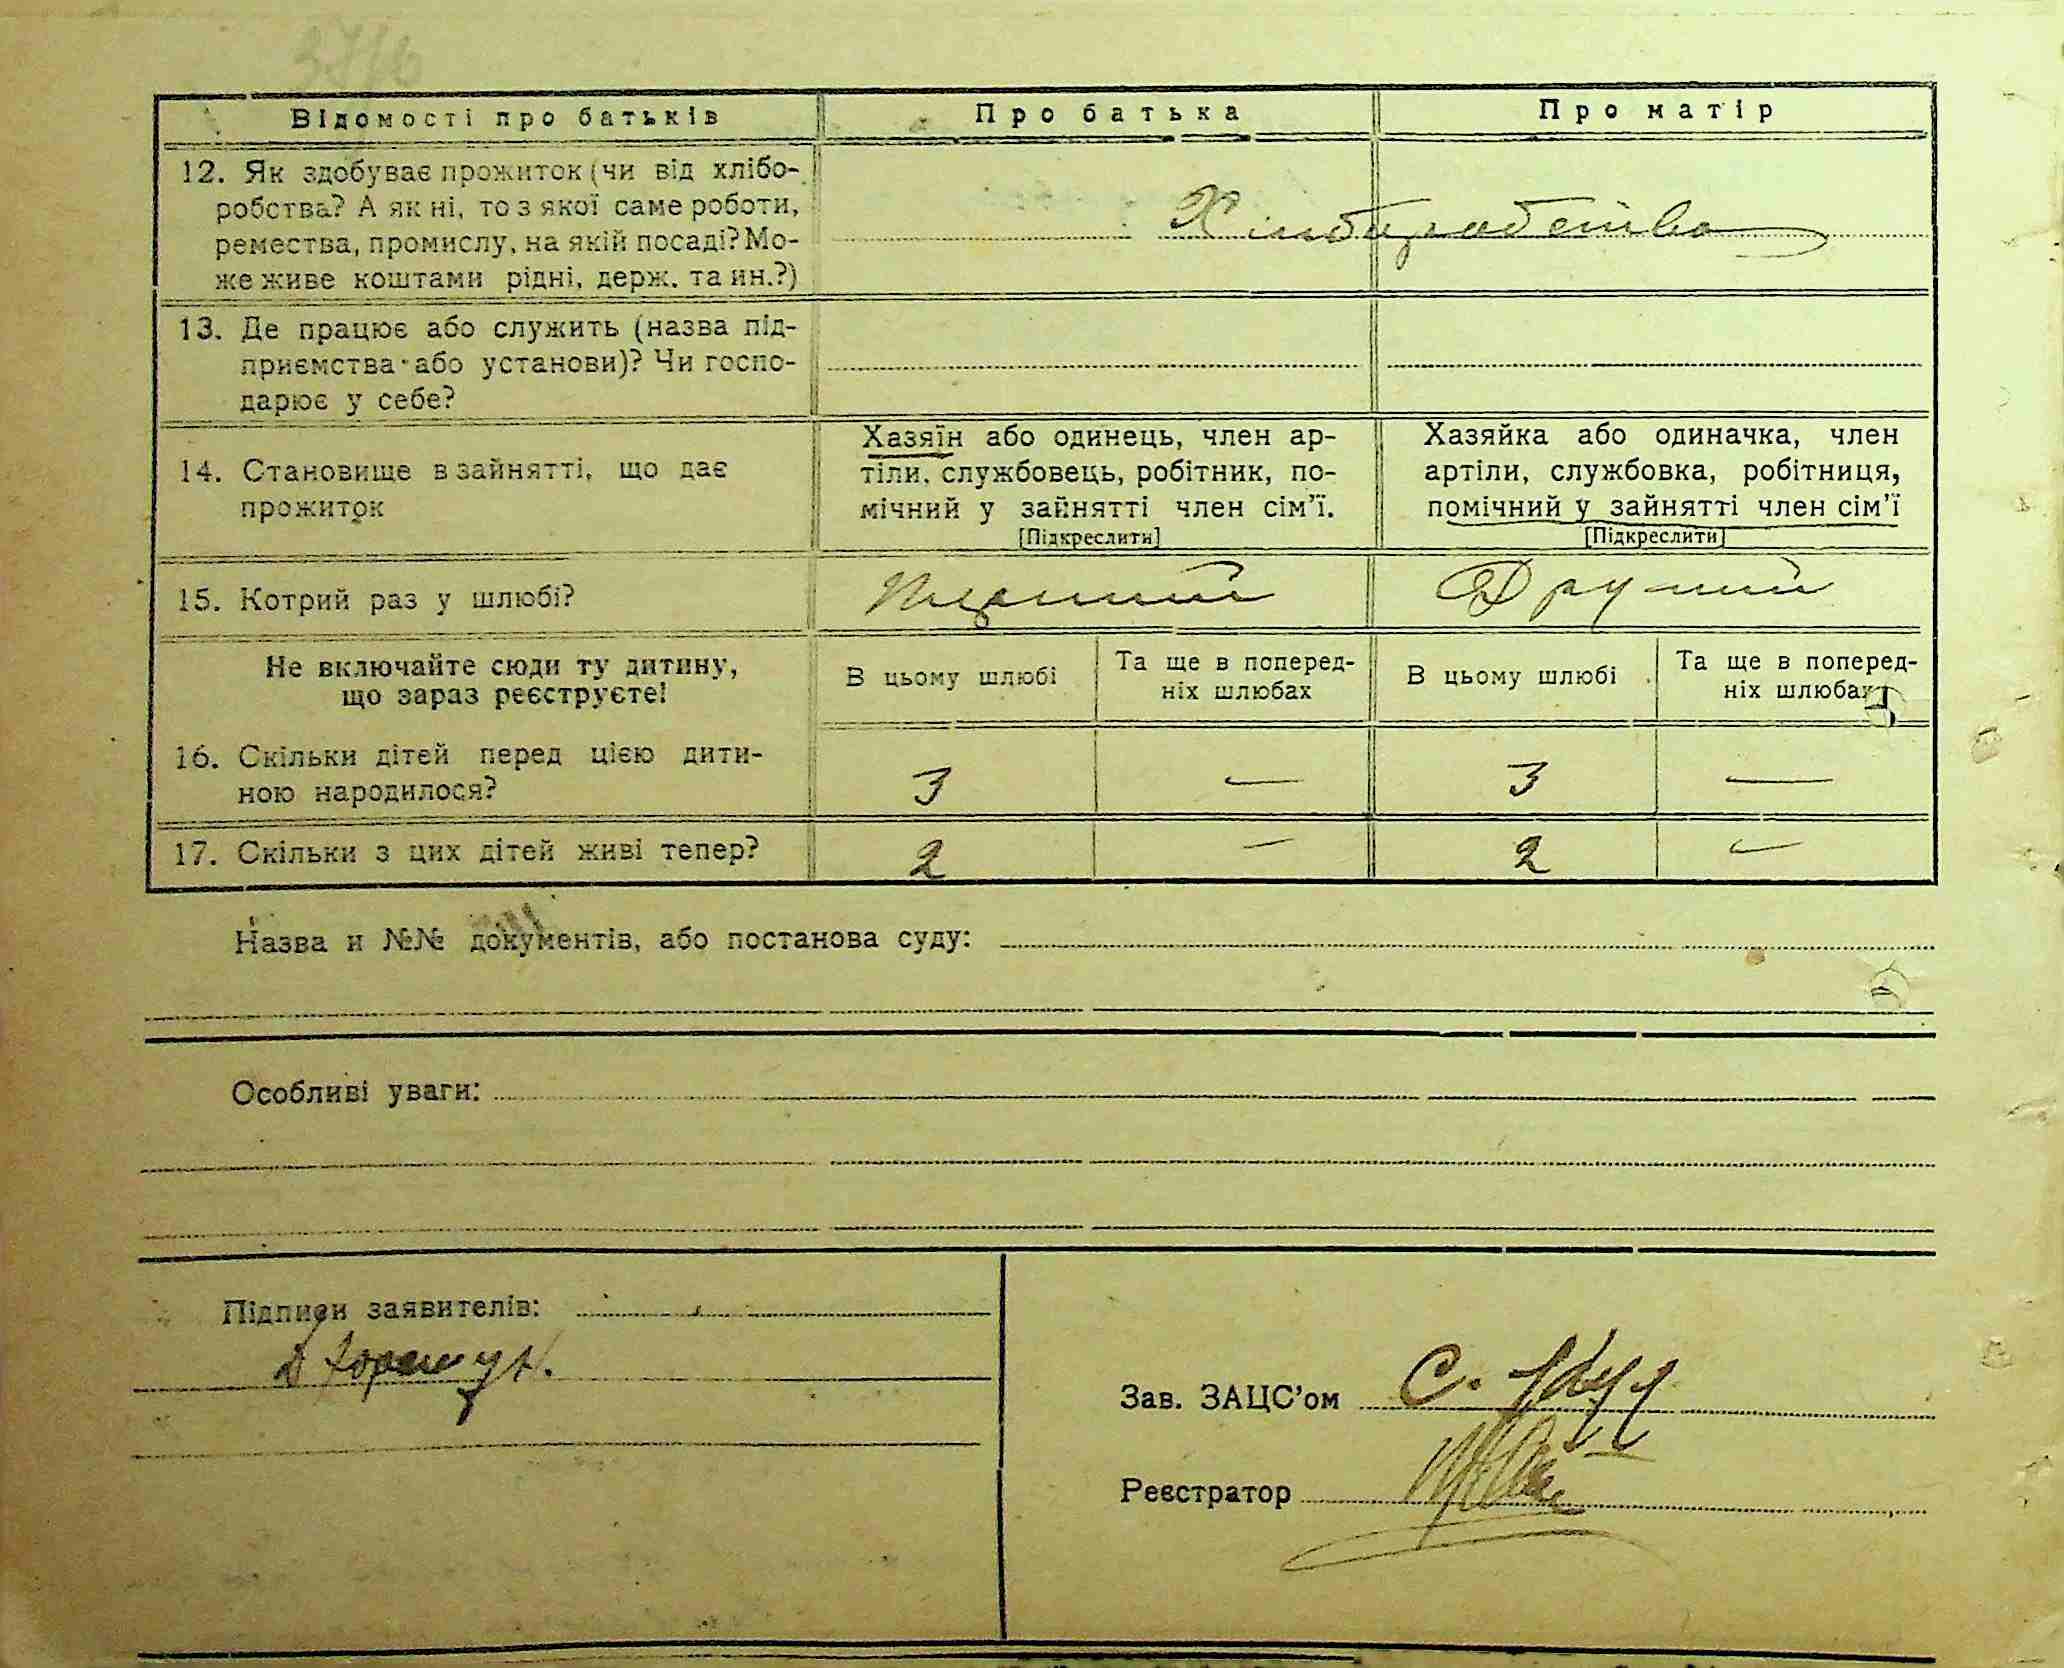 Відомості про батьків Про батька Про матір
12. Як здобуває прожиток (чи від хлібо-
робства? А як ні, то з якої саме роботи,
ремества, промислу, на якій посаді? Мо-
же живе коштами рідні, держ. та ин.?)
Хліборобство
13. Де працює або служить (назва під-
приємства або установи)? Чи госпо-
дарює у себе?
14. Становище в зайнятті, що дає
прожиток
Хазяїн або одинець, член ар-
тіли, службовець, робітник, по-
мічний у зайнятті член сім’ї.
[Підкреслити]
Хазяйка або одиначка, член
артіли, службовка, робітниця,
помічний у зайнятті член сім’ї
[Підкреслити]
15. Котрий раз у шлюбі? Перший Другий
Не включайте сюди ту дитину,
що зараз реєструєте!
В цьому шлюбі
Та ще в поперед-
ніх шлюбах
В цьому шлюбі
Та ще в поперед-
ніх шлюбах
16. Скільки дітей перед цією дити-
ною народилося?
3 — 3 —
17. Скільки з цих дітей живі тепер? 2 — 2 —
Назва и №№ документів, або постанова суду:
Особливі уваги:
Підписи заявителів:
Зав. ЗАЦС’ом С.
Реєстратор